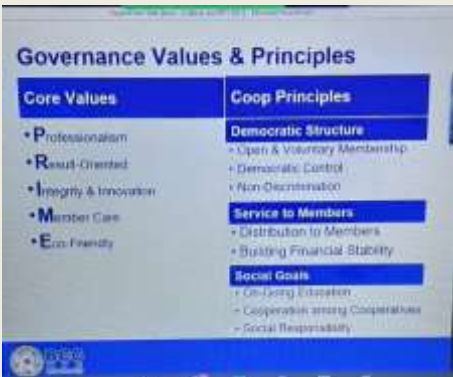 Governance Values & Principles
Core Values
• Professionalism
• Result-Oriented
• Integrity & Innovation
• Member Care
• Eco-Friendly
Coop Principles
Democratic Structure
• Open & Voluntary Membership
• Democratic Control
• Non-Discrimination
Service to Members
• Distribution to Members
• Building Financial Stability
Social Goals
• On-Going Education
• Cooperation among Cooperatives
• Social Responsibility